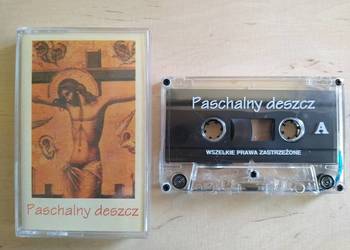 Paschalny deszcz
Paschalny deszcz
A
WSZELKIE PRAWA ZASTRZEŻONE